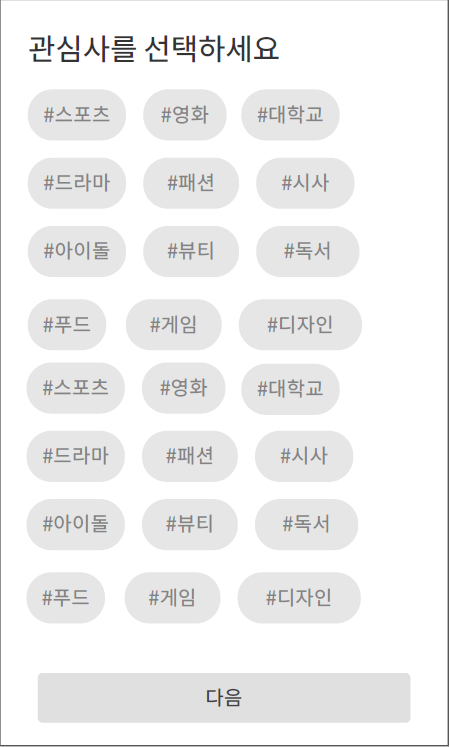 관심사를 선택하세요
#스포츠 #영화 #대학교
#드라마 #패션 #시사
#아이돌 #뷰티 #독서
#푸드 #게임 #디자인
#스포츠 #영화 #대학교
#드라마 #패션 #시사
#아이돌 #뷰티 #독서
#푸드 #게임 #디자인
다음